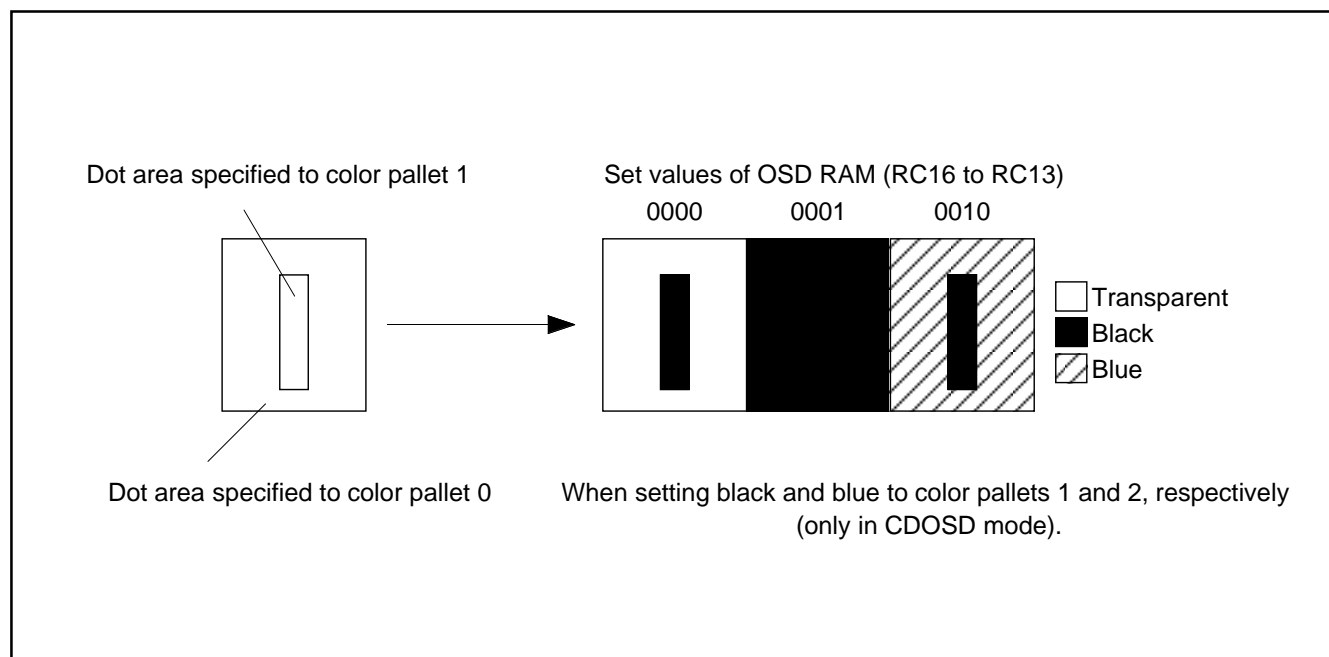 Dot area specified to color pallet 1
Set values of OSD RAM (RC16 to RC13)
0000 0001 0010
Transparent
Black
Blue
Dot area specified to color pallet 0
When setting black and blue to color pallets 1 and 2, respectively
(only in CDOSD mode).